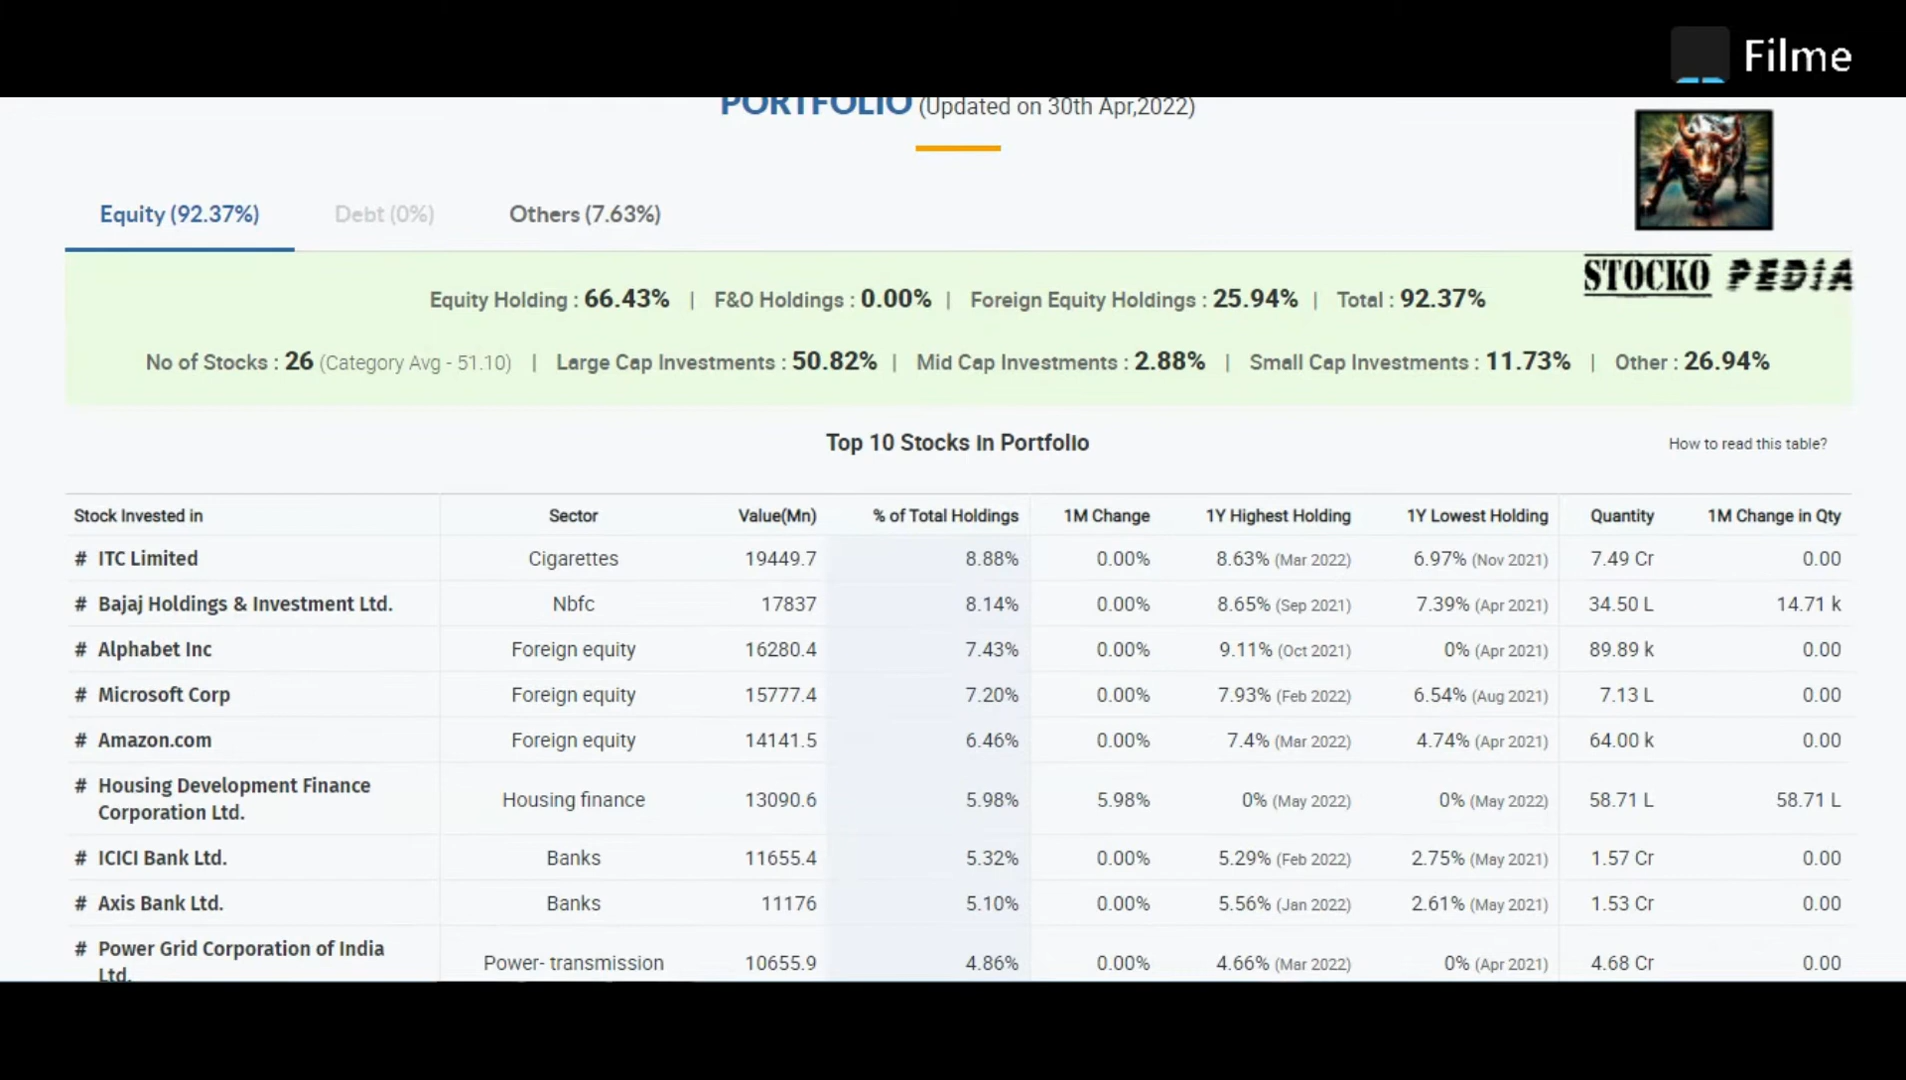 Filme
PORTFOLIO (Updated on 30th Apr,2022)
Equity (92.37%) Debt (0%) Others (7.63%)
STOCKO PEDIA
Equity Holding : 66.43% | F&O Holdings : 0.00% | Foreign Equity Holdings : 25.94% | Total : 92.37%
No of Stocks : 26 (Category Avg - 51.10) | Large Cap Investments : 50.82% | Mid Cap Investments : 2.88% | Small Cap Investments : 11.73% | Other : 26.94%
Top 10 Stocks in Portfolio
How to read this table?
Stock Invested in Sector Value(Mn) % of Total Holdings 1M Change 1Y Highest Holding 1Y Lowest Holding Quantity 1M Change in Qty
# ITC Limited Cigarettes 19449.7 8.88% 0.00% 8.63% (Mar 2022) 6.97% (Nov 2021) 7.49 Cr 0.00
# Bajaj Holdings & Investment Ltd. Nbfc 17837 8.14% 0.00% 8.65% (Sep 2021) 7.39% (Apr 2021) 34.50 L 14.71 k
# Alphabet Inc Foreign equity 16280.4 7.43% 0.00% 9.11% (Oct 2021) 0% (Apr 2021) 89.89 k 0.00
# Microsoft Corp Foreign equity 15777.4 7.20% 0.00% 7.93% (Feb 2022) 6.54% (Aug 2021) 7.13 L 0.00
# Amazon.com Foreign equity 14141.5 6.46% 0.00% 7.4% (Mar 2022) 4.74% (Apr 2021) 64.00 k 0.00
# Housing Development Finance
Corporation Ltd. Housing finance 13090.6 5.98% 5.98% 0% (May 2022) 0% (May 2022) 58.71 L 58.71 L
# ICICI Bank Ltd. Banks 11655.4 5.32% 0.00% 5.29% (Feb 2022) 2.75% (May 2021) 1.57 Cr 0.00
# Axis Bank Ltd. Banks 11176 5.10% 0.00% 5.56% (Jan 2022) 2.61% (May 2021) 1.53 Cr 0.00
# Power Grid Corporation of India
Ltd. Power- transmission 10655.9 4.86% 0.00% 4.66% (Mar 2022) 0% (Apr 2021) 4.68 Cr 0.00